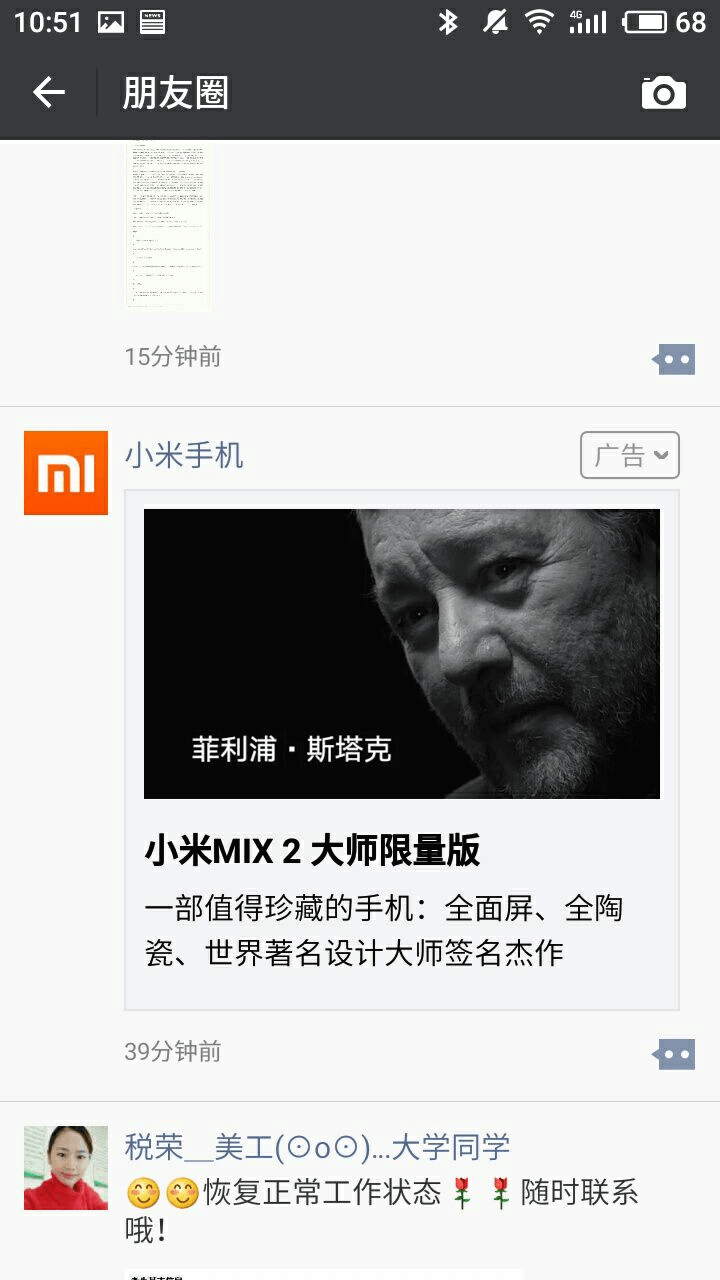 10:51 NEWS 4G 68
朋友圈
15分钟前
小米手机 广告
菲利浦·斯塔克
小米MIX 2 大师限量版
一部值得珍藏的手机：全面屏、全陶
瓷、世界著名设计大师签名杰作
39分钟前
税荣__美工(⊙o⊙)...大学同学
😊😊恢复正常工作状态🌹🌹随时联系
哦！